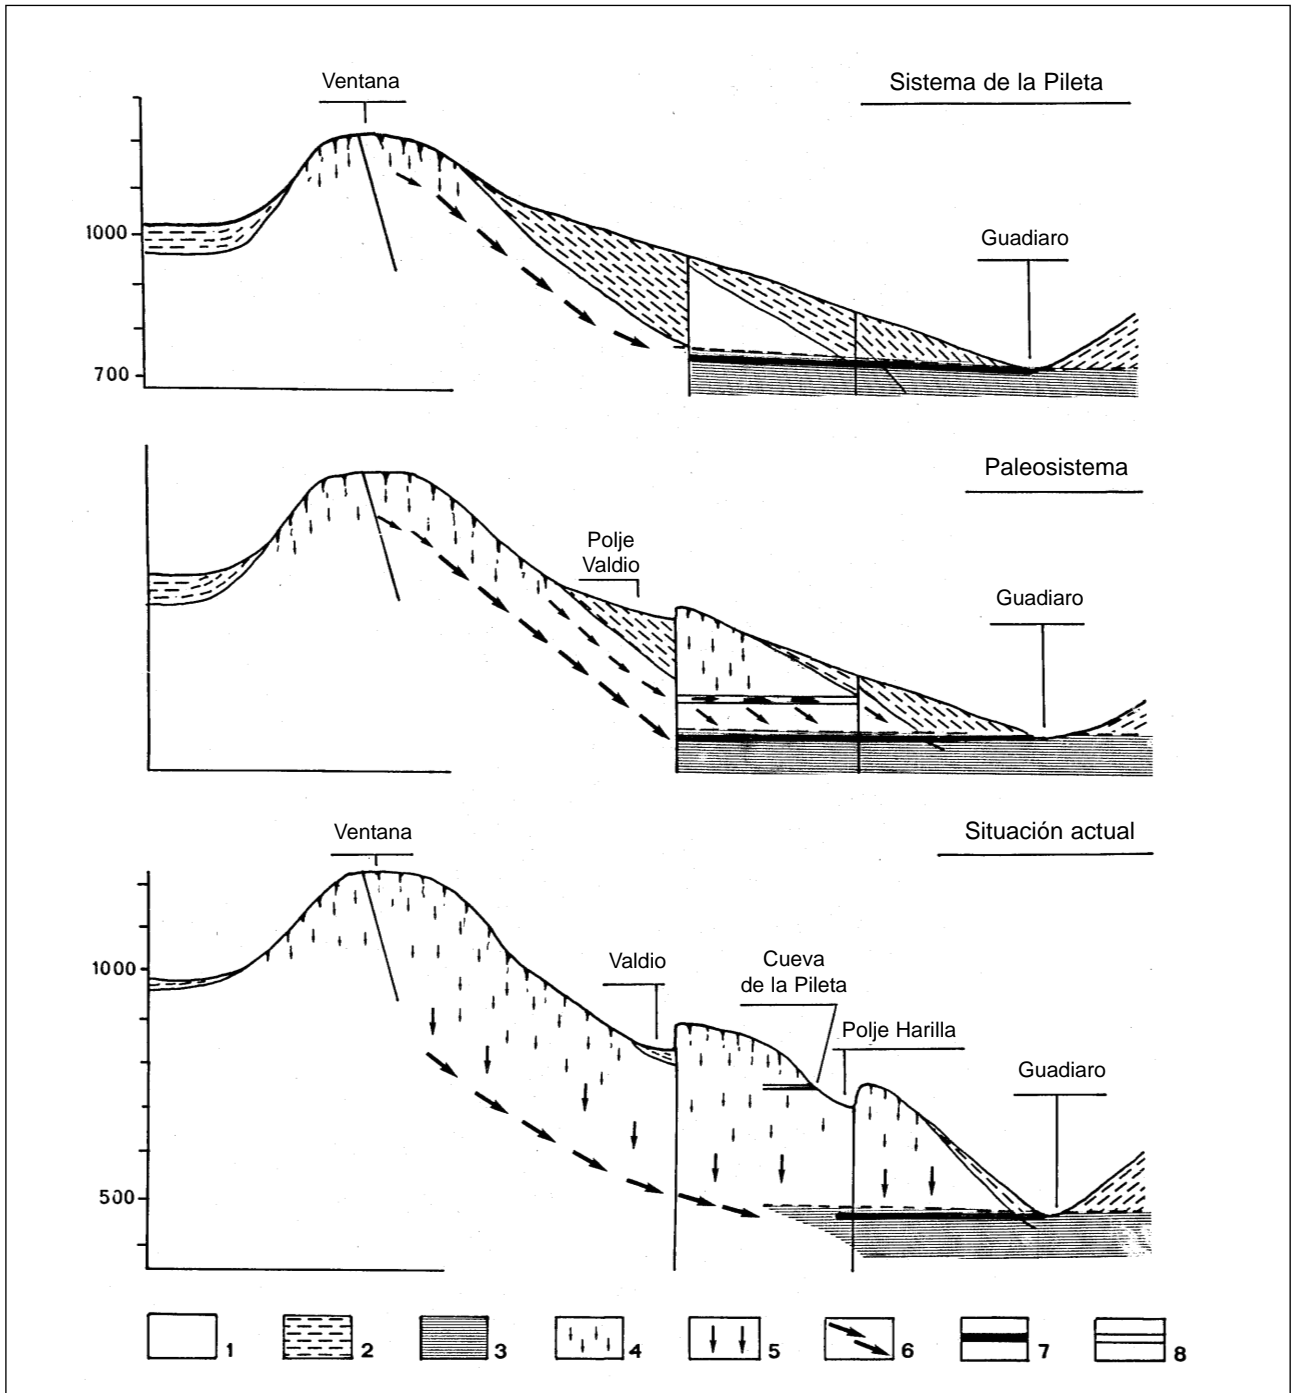 Ventana
Sistema de la Pileta
Guadiaro
1000
700
Paleosistema
Polje
Valdio
Guadiaro
Situación actual
Ventana
1000
Valdio
Cueva
de la Pileta
Polje Harilla
Guadiaro
500
1 2 3 4 5 6 7 8